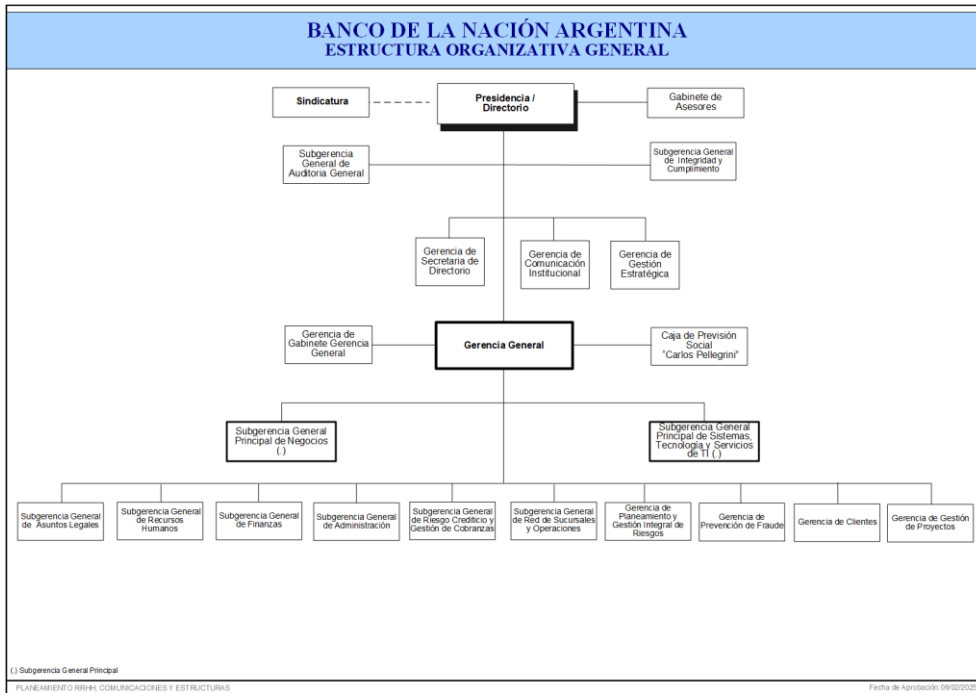 BANCO DE LA NACIÓN ARGENTINA
ESTRUCTURA ORGANIZATIVA GENERAL
Sindicatura
Presidencia /
Directorio
Gabinete de
Asesores
Subgerencia
General de
Auditoria General
Subgerencia General
de Integridad y
Cumplimiento
Gerencia de
Secretaria de
Directorio
Gerencia de
Comunicación
Institucional
Gerencia de
Gestión
Estratégica
Gerencia de
Gabinete Gerencia
General
Gerencia General
Caja de Previsión
Social
"Carlos Pellegrini"
Subgerencia General
Principal de Negocios
(.)
Subgerencia General
Principal de Sistemas,
Tecnología y Servicios
de TI (.)
Subgerencia General
de Asuntos Legales
Subgerencia General
de Recursos
Humanos
Subgerencia General
de Finanzas
Subgerencia General
de Administración
Subgerencia General
de Riesgo Crediticio y
Gestión de Cobranzas
Subgerencia General
de Red de Sucursales
y Operaciones
Gerencia de
Planeamiento y
Gestión Integral de
Riesgos
Gerencia de
Prevención de Fraude
Gerencia de Clientes
Gerencia de Gestión
de Proyectos
(.) Subgerencia General Principal
PLANEAMIENTO RRHH, COMUNICACIONES Y ESTRUCTURAS
Fecha de Aprobación: